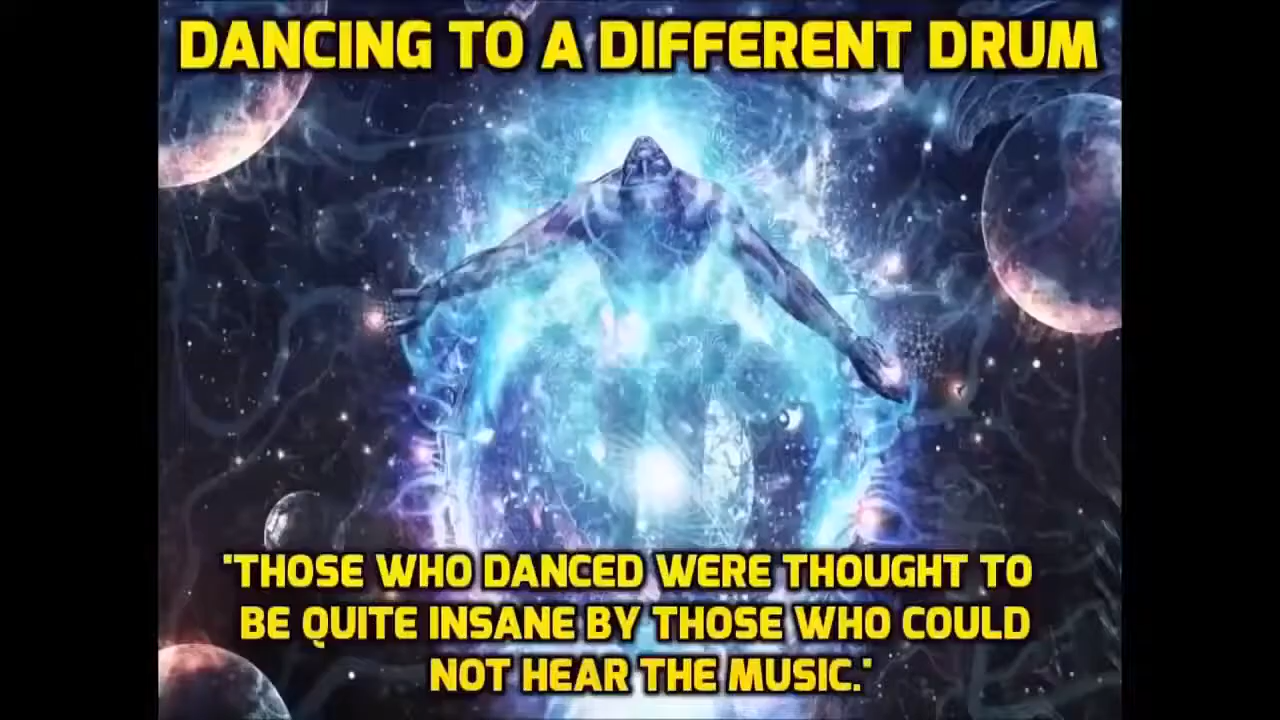 DANCING TO A DIFFERENT DRUM
'THOSE WHO DANCED WERE THOUGHT TO
BE QUITE INSANE BY THOSE WHO COULD
NOT HEAR THE MUSIC.'